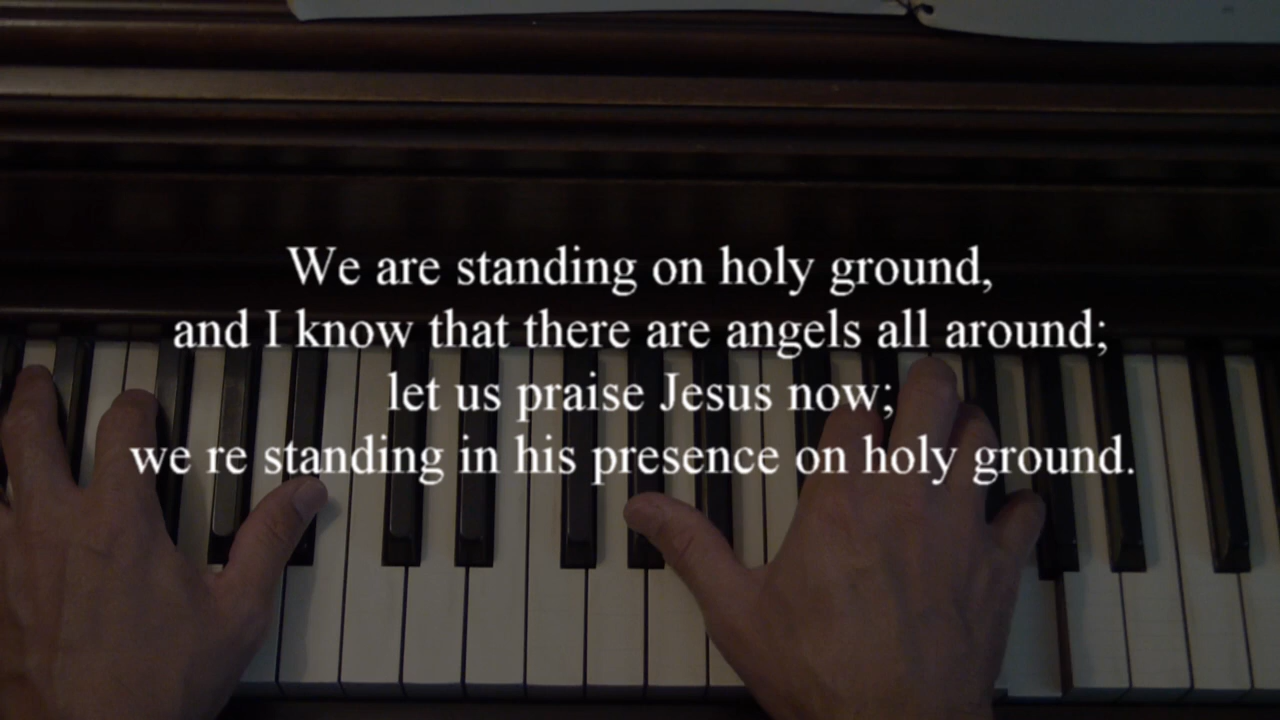 We are standing on holy ground,
and I know that there are angels all around;
let us praise Jesus now;
we re standing in his presence on holy ground.